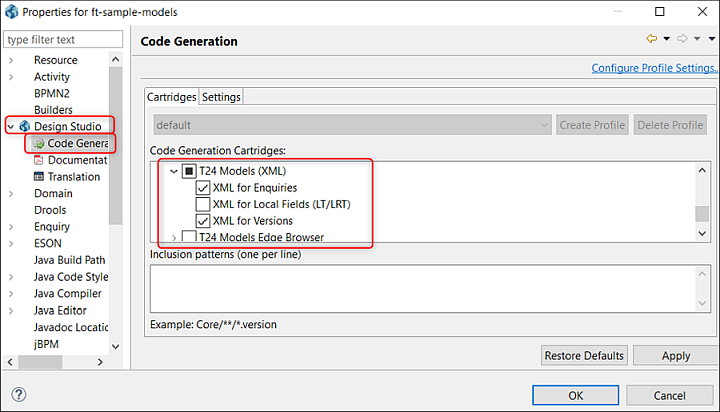 Properties for ft-sample-models
type filter text
Resource
Activity
BPMN2
Builders
Design Studio
Code Genera
Documentat
Translation
Domain
Drools
Enquiry
ESON
Java Build Path
Java Code Style
Java Compiler
Java Editor
Javadoc Locatio
jBPM
Code Generation
Configure Profile Settings..
Cartridges
Settings
default
Create Profile
Delete Profile
Code Generation Cartridges:
T24 Models (XML)
XML for Enquiries
XML for Local Fields (LT/LRT)
XML for Versions
T24 Models Edge Browser
Inclusion patterns (one per line)
Example: Core/**/*.version
Restore Defaults
Apply
?
OK
Cancel